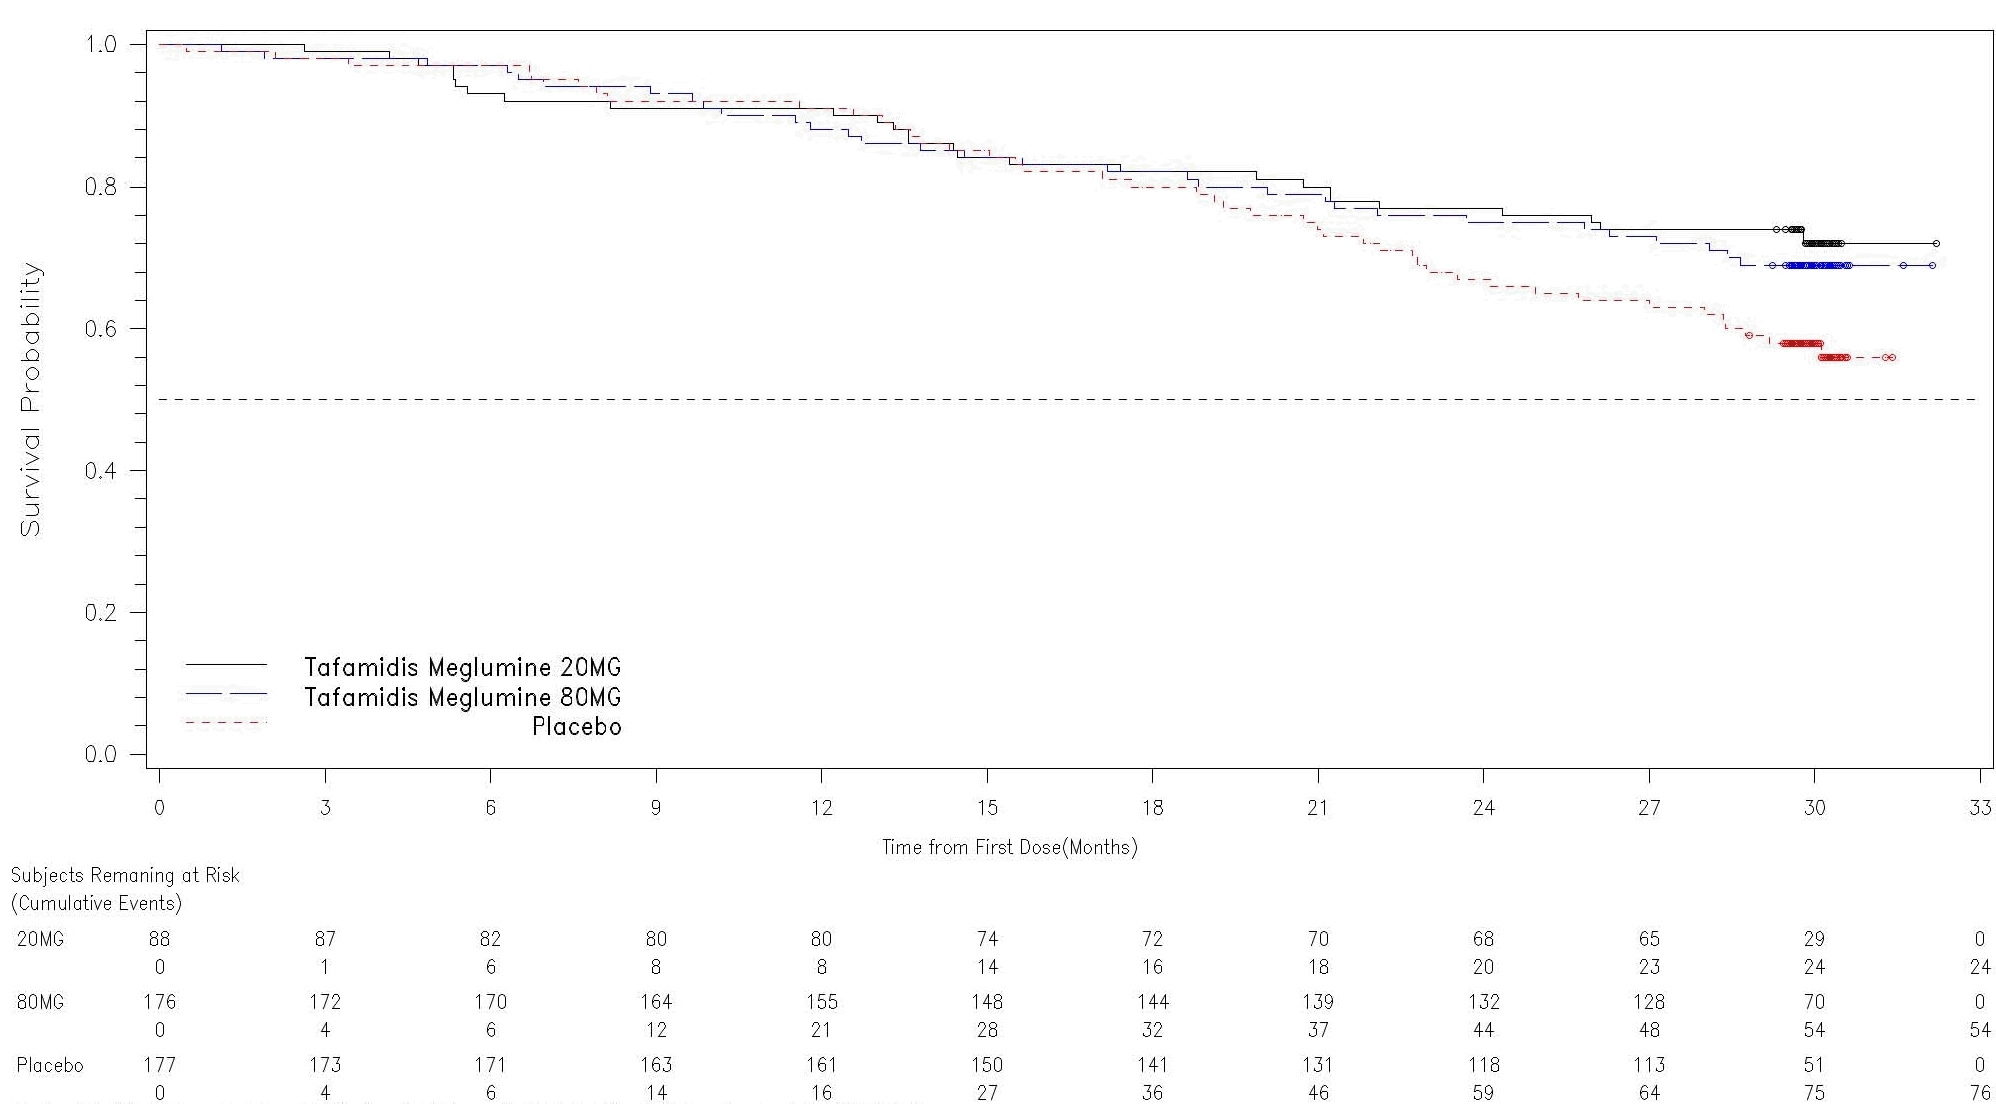 1.0
0.8
0.6
0.4
0.2
0.0
Survival Probability
Tafamidis Meglumine 20MG
Tafamidis Meglumine 80MG
Placebo
0 3 6 9 12 15 18 21 24 27 30 33
Time from First Dose(Months)
Subjects Remaning at Risk
(Cumulative Events)
20MG 88 87 82 80 80 74 72 70 68 65 29 0
0 1 6 8 8 14 16 18 20 23 24 24
80MG 176 172 170 164 155 148 144 139 132 128 70 0
0 4 6 12 21 28 32 37 44 48 54 54
Placebo 177 173 171 163 161 150 141 131 118 113 51 0
0 4 6 14 16 27 36 46 59 64 75 76